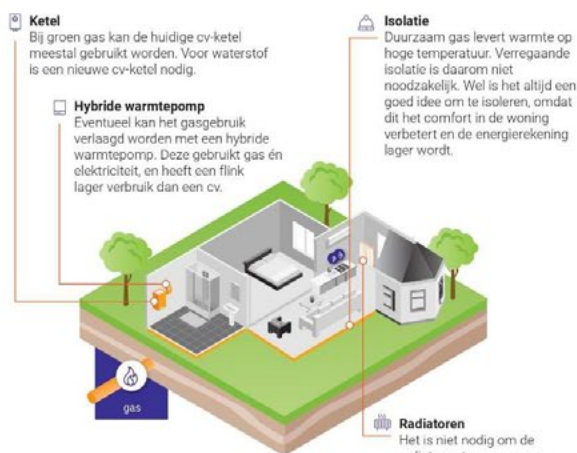 Ketel
Bij groen gas kan de huidige cv-ketel
meestal gebruikt worden. Voor waterstof
is een nieuwe cv-ketel nodig.
Hybride warmtepomp
Eventueel kan het gasgebruik
verlaagd worden met een hybride
warmtepomp. Deze gebruikt gas én
elektriciteit, en heeft een flink
lager verbruik dan een cv.
Isolatie
Duurzaam gas levert warmte op
hoge temperatuur. Verregaande
isolatie is daarom niet
noodzakelijk. Wel is het altijd een
goed idee om te isoleren, omdat
dit het comfort in de woning
verbetert en de energierekening
lager wordt.
gas
Radiatoren
Het is niet nodig om de